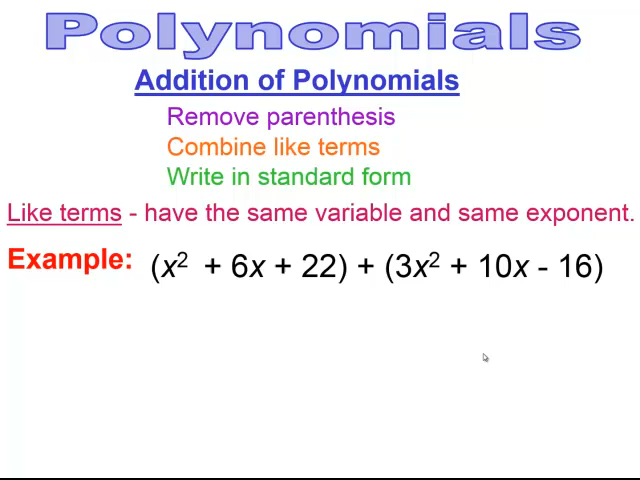 Polynomials
Addition of Polynomials
Remove parenthesis
Combine like terms
Write in standard form
Like terms - have the same variable and same exponent.
Example: (x² + 6x + 22) + (3x² + 10x - 16)